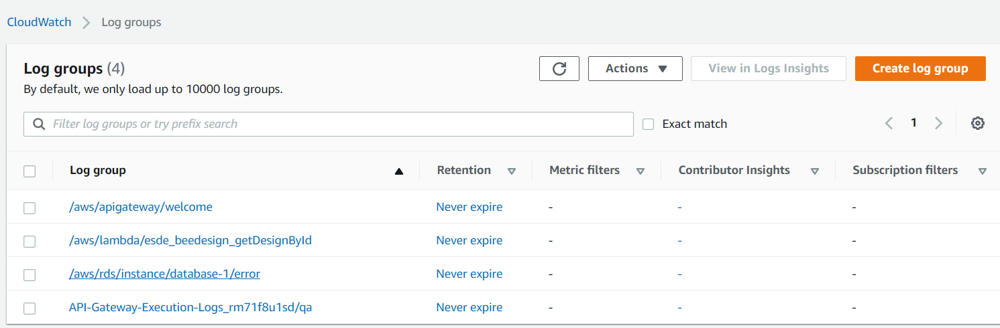 CloudWatch > Log groups
Log groups (4)
Actions View in Logs Insights Create log group
By default, we only load up to 10000 log groups.
Filter log groups or try prefix search Exact match 1
Log group Retention Metric filters Contributor Insights Subscription filters
/aws/apigateway/welcome Never expire - - -
/aws/lambda/esde_beedesign_getDesignById Never expire - - -
/aws/rds/instance/database-1/error Never expire - - -
API-Gateway-Execution-Logs_rm71f8u1sd/qa Never expire - - -